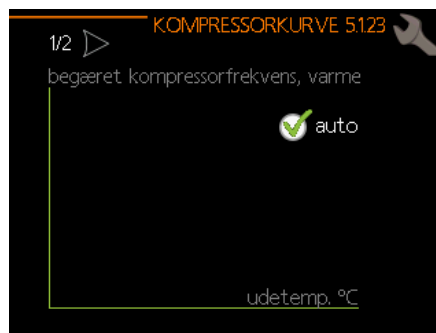 KOMPRESSORKURVE 5.1.23
1/2
begæret kompressorfrekvens, varme
auto
udetemp. °C